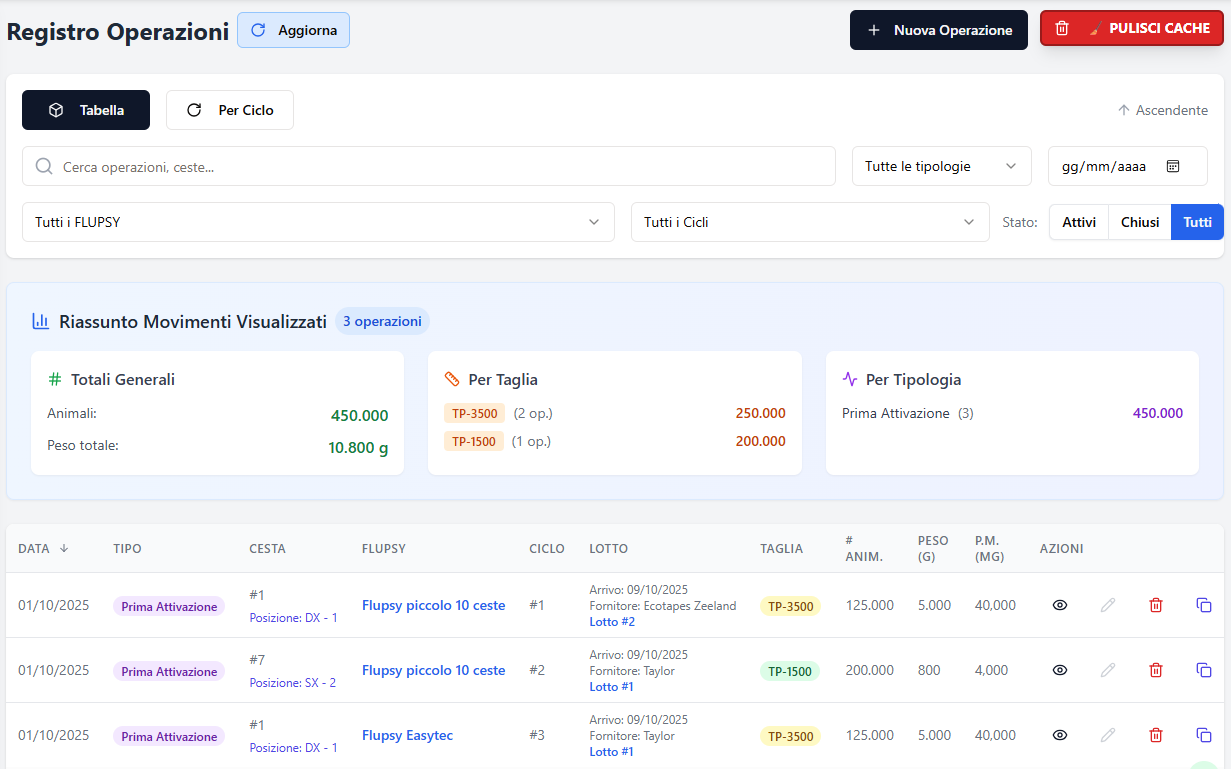 Registro Operazioni
Aggiorna
Nuova Operazione
PULISCI CACHE
Tabella
Per Ciclo
Ascendente
Cerca operazioni, ceste...
Tutte le tipologie
gg/mm/aaaa
Tutti i FLUPSY
Tutti i Cicli
Stato:
Attivi
Chiusi
Tutti
Riassunto Movimenti Visualizzati
3 operazioni
Totali Generali
Animali: 450.000
Peso totale: 10.800 g
Per Taglia
TP-3500 (2 op.) 250.000
TP-1500 (1 op.) 200.000
Per Tipologia
Prima Attivazione (3) 450.000
DATA TIPO CESTA FLUPSY CICLO LOTTO TAGLIA # ANIM. PESO (G) P.M. (MG) AZIONI
01/10/2025
Prima Attivazione
#1
Posizione: DX - 1
Flupsy piccolo 10 ceste
#1
Arrivo: 09/10/2025
Fornitore: Ecotapes Zeeland
Lotto #2
TP-3500
125.000
5.000
40,000
01/10/2025
Prima Attivazione
#7
Posizione: SX - 2
Flupsy piccolo 10 ceste
#2
Arrivo: 09/10/2025
Fornitore: Taylor
Lotto #1
TP-1500
200.000
800
4,000
01/10/2025
Prima Attivazione
#1
Posizione: DX - 1
Flupsy Easytec
#3
Arrivo: 09/10/2025
Fornitore: Taylor
Lotto #1
TP-3500
125.000
5.000
40,000